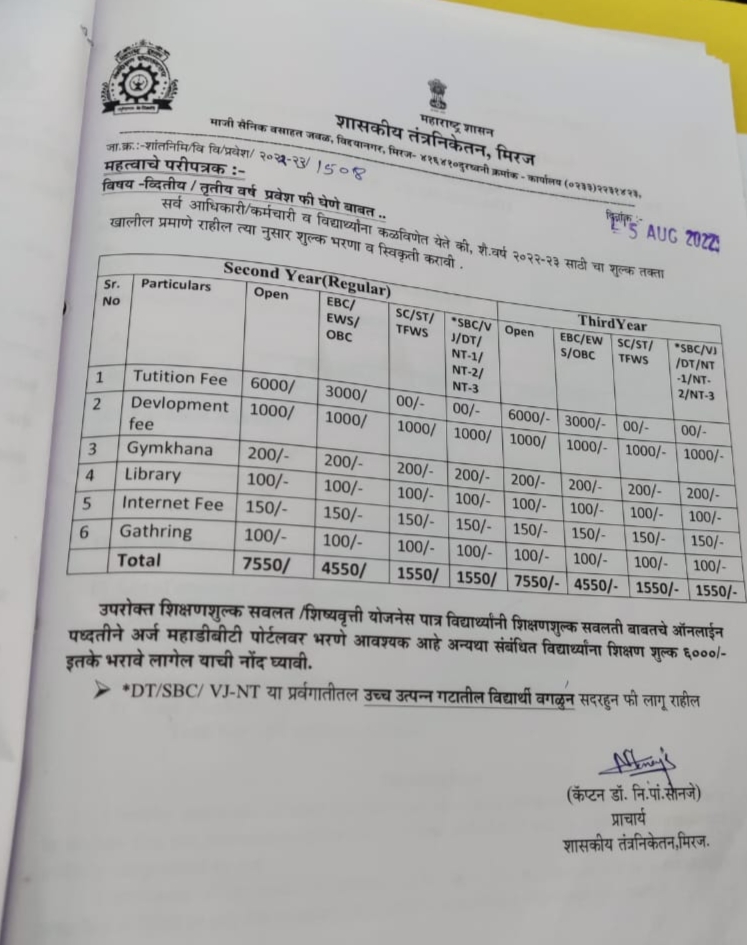 महाराष्ट्र शासन
शासकीय तंत्रनिकेतन, मिरज
माजी सैनिक वसाहत जवळ, विद्यानगर, मिरज- ४१६४१०दुरध्वनी क्रमांक - कार्यालय (०२३३)२२३१४२३,
जा.क्र.:-शांतनिमि/वि वि/प्रवेश/ २०२२-२३/1508
महत्वाचे परीपत्रक :-
दिनांक :-
5 AUG 2022
विषय -व्दितीय / तृतीय वर्ष प्रवेश फी घेणे बाबत ..
सर्व आधिकारी/कर्मचारी व विद्यार्थ्यांना कळविणेत येते की, शै.वर्ष २०२२-२३ साठी चा शुल्क तक्ता
खालील प्रमाणे राहील त्या नुसार शुल्क भरणा व स्विकृती करावी .
Second Year(Regular) ThirdYear
Sr. No Particulars Open EBC/ EWS/ OBC SC/ST/ TFWS *SBC/V J/DT/ NT-1/ NT-2/ NT-3 Open EBC/EW S/OBC SC/ST/ TFWS *SBC/VJ /DT/NT -1/NT- 2/NT-3
1 Tutition Fee 6000/ 3000/ 00/- 00/- 6000/- 3000/- 00/- 00/-
2 Devlopment fee 1000/ 1000/ 1000/ 1000/ 1000/ 1000/- 1000/- 1000/-
3 Gymkhana 200/- 200/- 200/- 200/- 200/- 200/- 200/- 200/-
4 Library 100/- 100/- 100/- 100/- 100/- 100/- 100/- 100/-
5 Internet Fee 150/- 150/- 150/- 150/- 150/- 150/- 150/- 150/-
6 Gathring 100/- 100/- 100/- 100/- 100/- 100/- 100/- 100/-
Total 7550/ 4550/ 1550/ 1550/ 7550/- 4550/- 1550/- 1550/-
उपरोक्त शिक्षणशुल्क सवलत /शिष्यवृत्ती योजनेस पात्र विद्यार्थ्यांनी शिक्षणशुल्क सवलती बाबतचे ऑनलाईन
पध्दतीने अर्ज महाडीबीटी पोर्टलवर भरणे आवश्यक आहे अन्यथा संबंधित विद्यार्थ्यांना शिक्षण शुल्क ६०००/-
इतके भरावे लागेल याची नोंद घ्यावी.
➢ *DT/SBC/ VJ-NT या प्रर्वगातीतल उच्च उत्पन्न गटातील विद्यार्थी वगळुन सदरहुन फी लागू राहील
(कॅप्टन डॉ. नि.पां.सोनजे)
प्राचार्य
शासकीय तंत्रनिकेतन,मिरज.